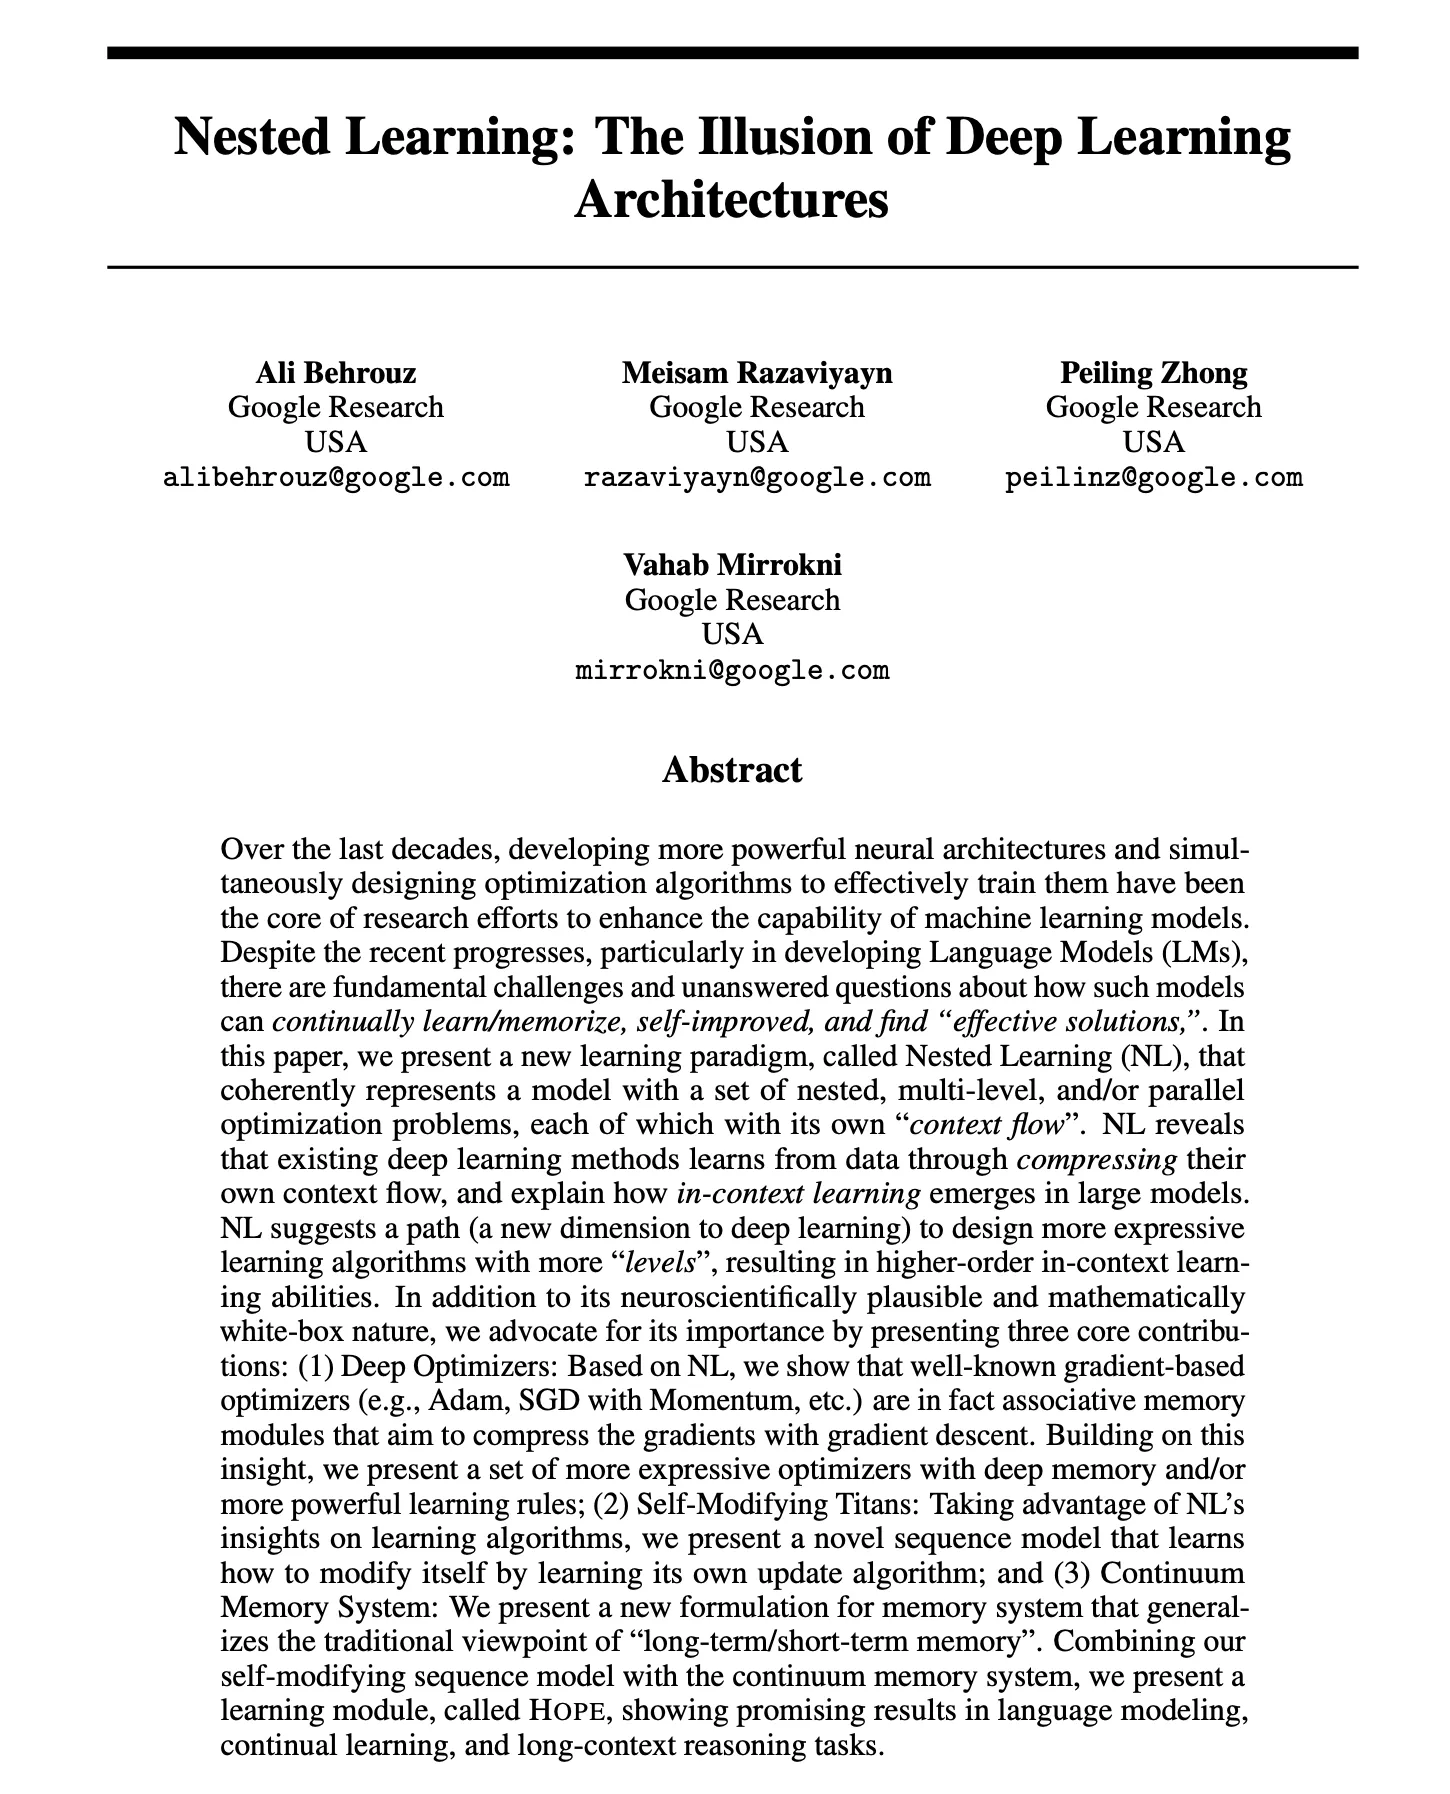 Nested Learning: The Illusion of Deep Learning
Architectures
Ali Behrouz
Google Research
USA
alibehrouz@google.com
Meisam Razaviyayn
Google Research
USA
razaviyayn@google.com
Peiling Zhong
Google Research
USA
peilinz@google.com
Vahab Mirrokni
Google Research
USA
mirrokni@google.com
Abstract
Over the last decades, developing more powerful neural architectures and simul-
taneously designing optimization algorithms to effectively train them have been
the core of research efforts to enhance the capability of machine learning models.
Despite the recent progresses, particularly in developing Language Models (LMs),
there are fundamental challenges and unanswered questions about how such models
can continually learn/memorize, self-improved, and find “effective solutions,”. In
this paper, we present a new learning paradigm, called Nested Learning (NL), that
coherently represents a model with a set of nested, multi-level, and/or parallel
optimization problems, each of which with its own “context flow”. NL reveals
that existing deep learning methods learns from data through compressing their
own context flow, and explain how in-context learning emerges in large models.
NL suggests a path (a new dimension to deep learning) to design more expressive
learning algorithms with more “levels”, resulting in higher-order in-context learn-
ing abilities. In addition to its neuroscientifically plausible and mathematically
white-box nature, we advocate for its importance by presenting three core contribu-
tions: (1) Deep Optimizers: Based on NL, we show that well-known gradient-based
optimizers (e.g., Adam, SGD with Momentum, etc.) are in fact associative memory
modules that aim to compress the gradients with gradient descent. Building on this
insight, we present a set of more expressive optimizers with deep memory and/or
more powerful learning rules; (2) Self-Modifying Titans: Taking advantage of NL’s
insights on learning algorithms, we present a novel sequence model that learns
how to modify itself by learning its own update algorithm; and (3) Continuum
Memory System: We present a new formulation for memory system that general-
izes the traditional viewpoint of “long-term/short-term memory”. Combining our
self-modifying sequence model with the continuum memory system, we present a
learning module, called HOPE, showing promising results in language modeling,
continual learning, and long-context reasoning tasks.